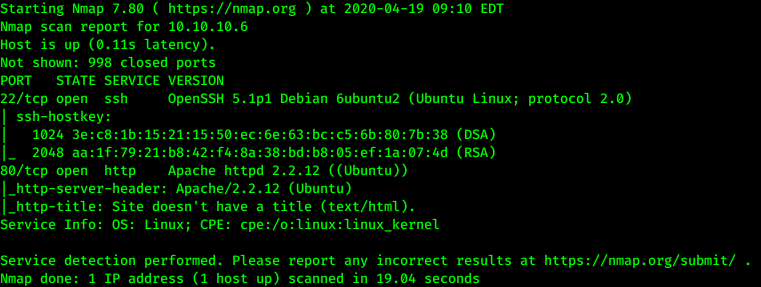 Starting Nmap 7.80 ( https://nmap.org ) at 2020-04-19 09:10 EDT
Nmap scan report for 10.10.10.6
Host is up (0.11s latency).
Not shown: 998 closed ports
PORT   STATE SERVICE VERSION
22/tcp open  ssh     OpenSSH 5.1p1 Debian 6ubuntu2 (Ubuntu Linux; protocol 2.0)
| ssh-hostkey:
|   1024 3e:c8:1b:15:21:15:50:ec:6e:63:bc:c5:6b:80:7b:38 (DSA)
|_  2048 aa:1f:79:21:b8:42:f4:8a:38:bd:b8:05:ef:1a:07:4d (RSA)
80/tcp open  http    Apache httpd 2.2.12 ((Ubuntu))
|_http-server-header: Apache/2.2.12 (Ubuntu)
|_http-title: Site doesn't have a title (text/html).
Service Info: OS: Linux; CPE: cpe:/o:linux:linux_kernel

Service detection performed. Please report any incorrect results at https://nmap.org/submit/ .
Nmap done: 1 IP address (1 host up) scanned in 19.04 seconds